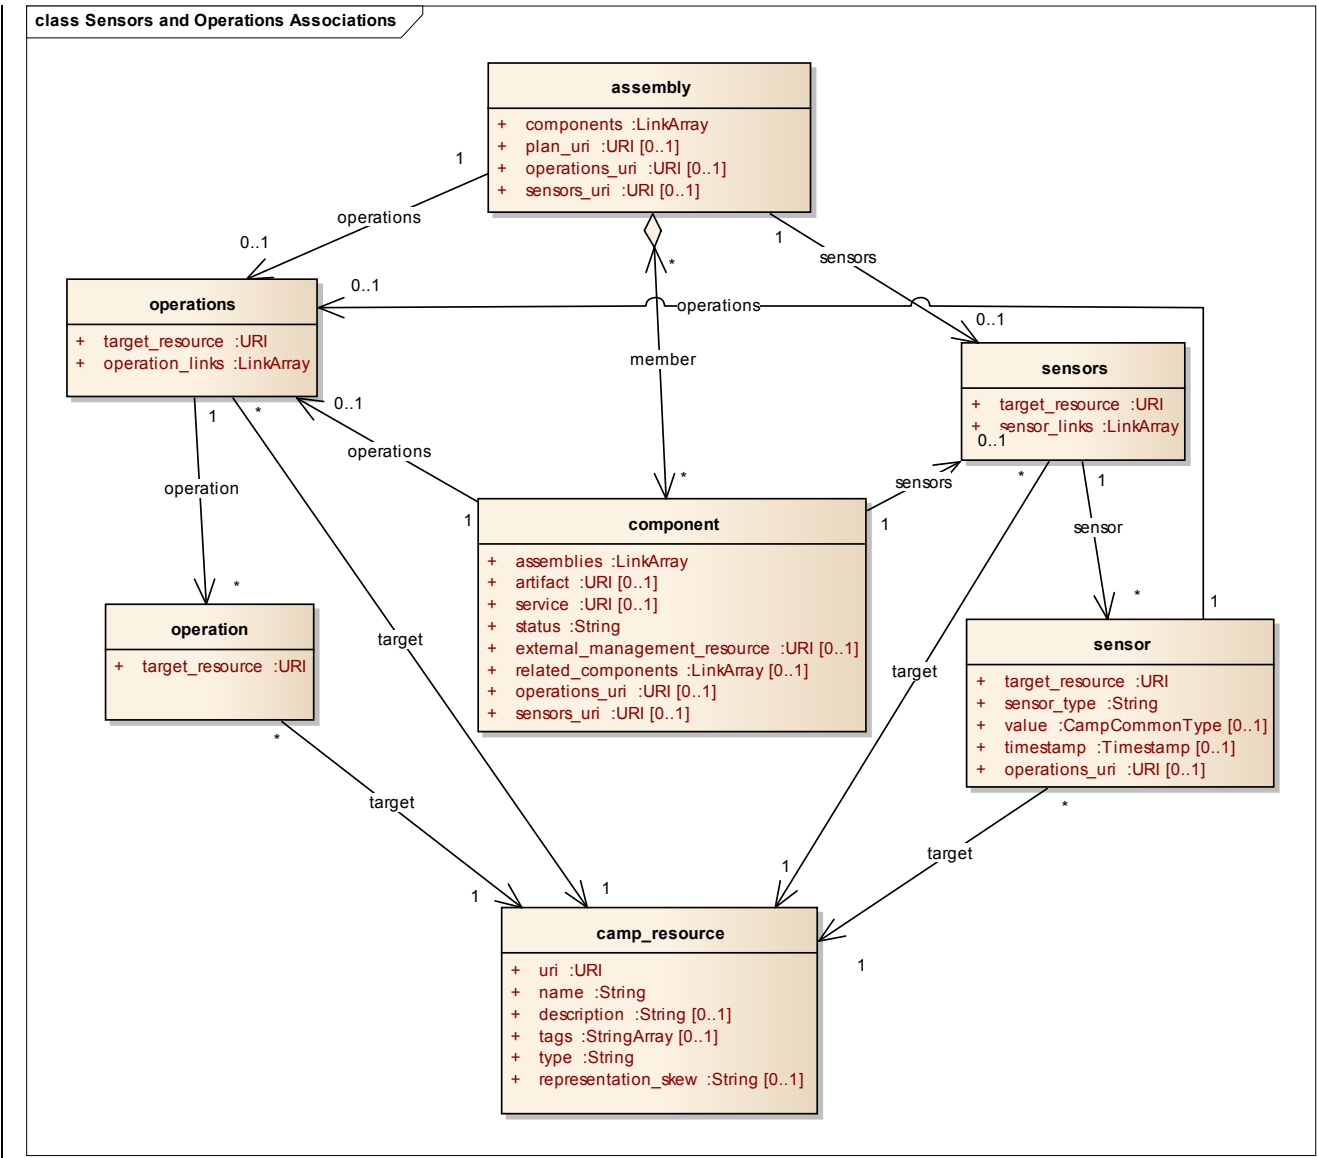 class Sensors and Operations Associations
assembly
+ components :LinkArray
+ plan_uri :URI [0..1]
+ operations_uri :URI [0..1]
+ sensors_uri :URI [0..1]
1
operations
0..1
1
sensors
0..1
*
member
*
operations
+ target_resource :URI
+ operation_links :LinkArray
0..1
operations
1
sensors
+ target_resource :URI
+ sensor_links :LinkArray
0..1
sensors
1
0..1
operations
1
1
operation
*
*
target
1
component
+ assemblies :LinkArray
+ artifact :URI [0..1]
+ service :URI [0..1]
+ status :String
+ external_management_resource :URI [0..1]
+ related_components :LinkArray [0..1]
+ operations_uri :URI [0..1]
+ sensors_uri :URI [0..1]
*
target
1
1
sensor
*
operation
+ target_resource :URI
*
target
1
sensor
+ target_resource :URI
+ sensor_type :String
+ value :CampCommonType [0..1]
+ timestamp :Timestamp [0..1]
+ operations_uri :URI [0..1]
*
target
1
camp_resource
+ uri :URI
+ name :String
+ description :String [0..1]
+ tags :StringArray [0..1]
+ type :String
+ representation_skew :String [0..1]